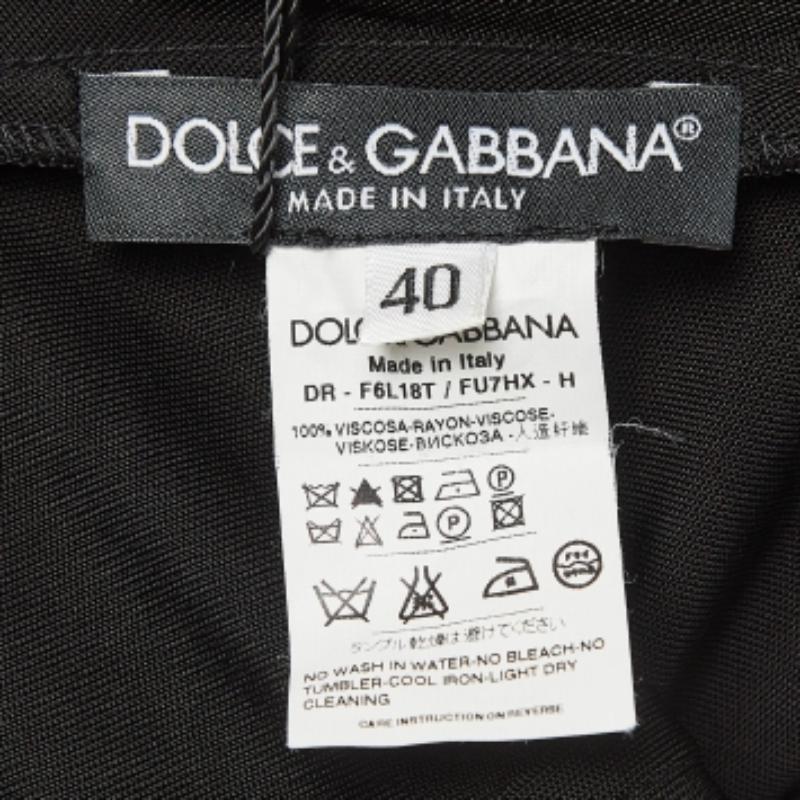 DOLCE & GABBANA®
MADE IN ITALY
40
DOLCE & GABBANA
Made in Italy
DR - F6L18T / FU7HX - H
100% VISCOSA-RAYON-VISCOSE-
VISKOSE-ВИСКОЗА -人造纤维
P
P
タンブル乾燥は避けてください
NO WASH IN WATER-NO BLEACH-NO
TUMBLER-COOL IRON-LIGHT DRY
CLEANING
CARE INSTRUCTION ON REVERSE